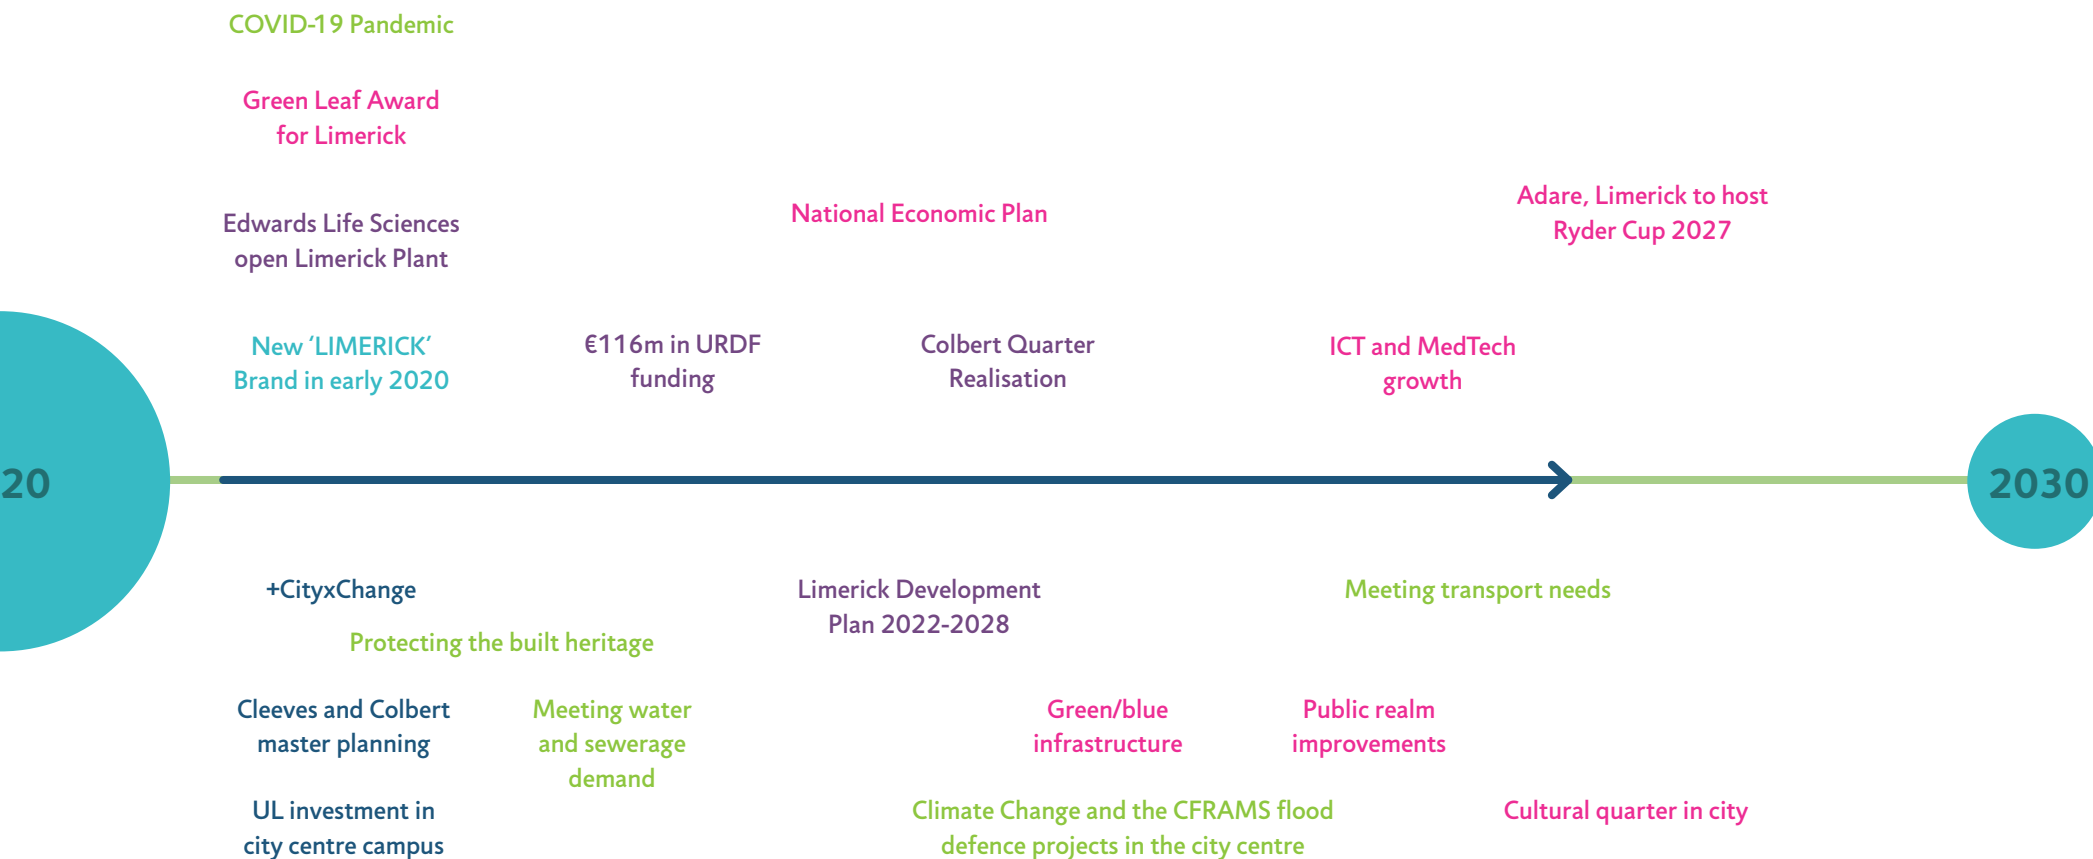 COVID-19 Pandemic
Green Leaf Award
for Limerick
Edwards Life Sciences
open Limerick Plant
National Economic Plan
Adare, Limerick to host
Ryder Cup 2027
New ‘LIMERICK’
Brand in early 2020
€116m in URDF
funding
Colbert Quarter
Realisation
ICT and MedTech
growth
20
2030
+CityxChange
Protecting the built heritage
Limerick Development
Plan 2022-2028
Meeting transport needs
Cleeves and Colbert
master planning
Meeting water
and sewerage
demand
Green/blue
infrastructure
Public realm
improvements
UL investment in
city centre campus
Climate Change and the CFRAMS flood
defence projects in the city centre
Cultural quarter in city